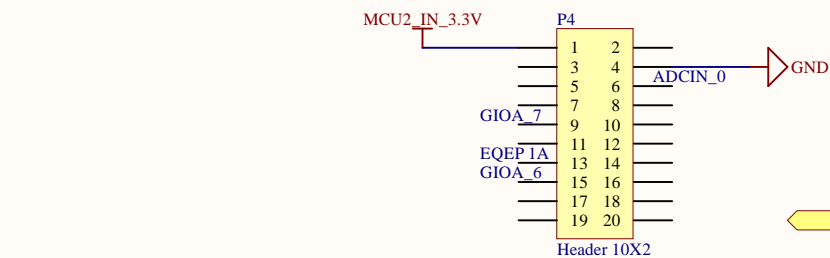 MCU2_IN_3.3V
P4
1 2
3 4
GND
ADCIN_0
5 6
7 8
GIOA_7
9 10
11 12
EQEP 1A
13 14
GIOA_6
15 16
17 18
19 20
Header 10X2